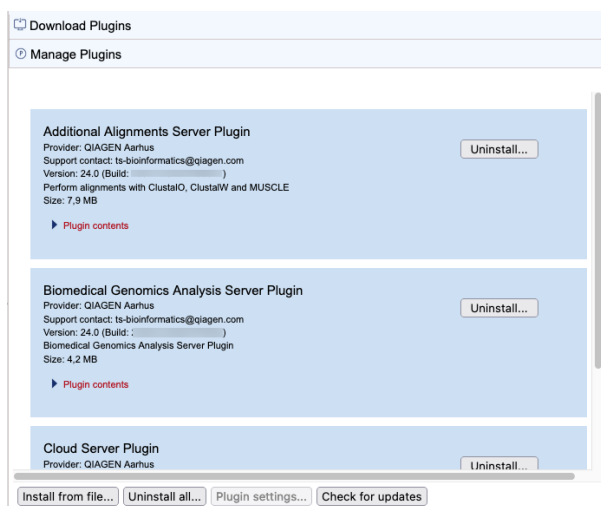 Download Plugins
Manage Plugins
Additional Alignments Server Plugin
Provider: QIAGEN Aarhus
Uninstall...
Support contact: ts-bioinformatics@qiagen.com
Version: 24.0 (Build: )
Perform alignments with ClustalO, ClustalW and MUSCLE
Size: 7,9 MB
Plugin contents
Biomedical Genomics Analysis Server Plugin
Provider: QIAGEN Aarhus
Uninstall...
Support contact: ts-bioinformatics@qiagen.com
Version: 24.0 (Build: )
Biomedical Genomics Analysis Server Plugin
Size: 4,2 MB
Plugin contents
Cloud Server Plugin
Provider: QIAGEN Aarhus
Uninstall...
Install from file... Uninstall all... Plugin settings... Check for updates